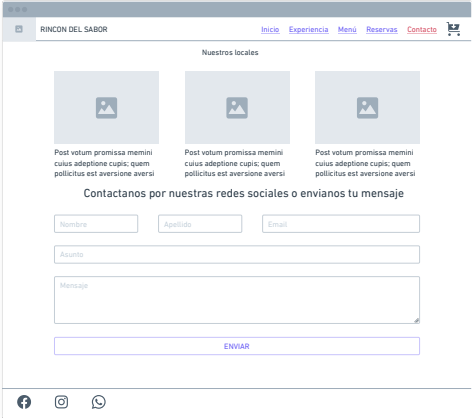 RINCON DEL SABOR
Inicio Experiencia Menú Reservas Contacto
Nuestros locales
Post votum promissa memini
cuius adeptione cupis; quem
pollicitus est aversione aversi
Post votum promissa memini
cuius adeptione cupis; quem
pollicitus est aversione aversi
Post votum promissa memini
cuius adeptione cupis; quem
pollicitus est aversione aversi
Contactanos por nuestras redes sociales o envianos tu mensaje
Nombre Apellido Email
Asunto
Mensaje
ENVIAR